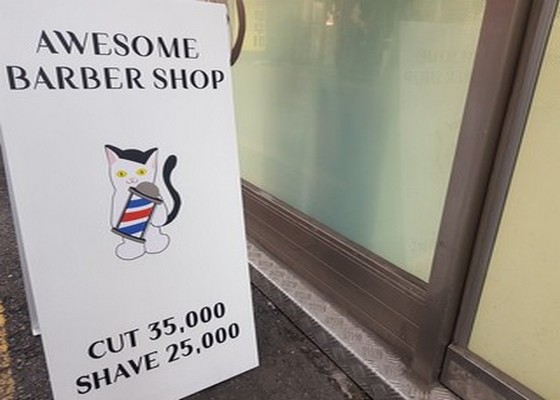 AWESOME
BARBER SHOP
CUT 35,000
SHAVE 25,000